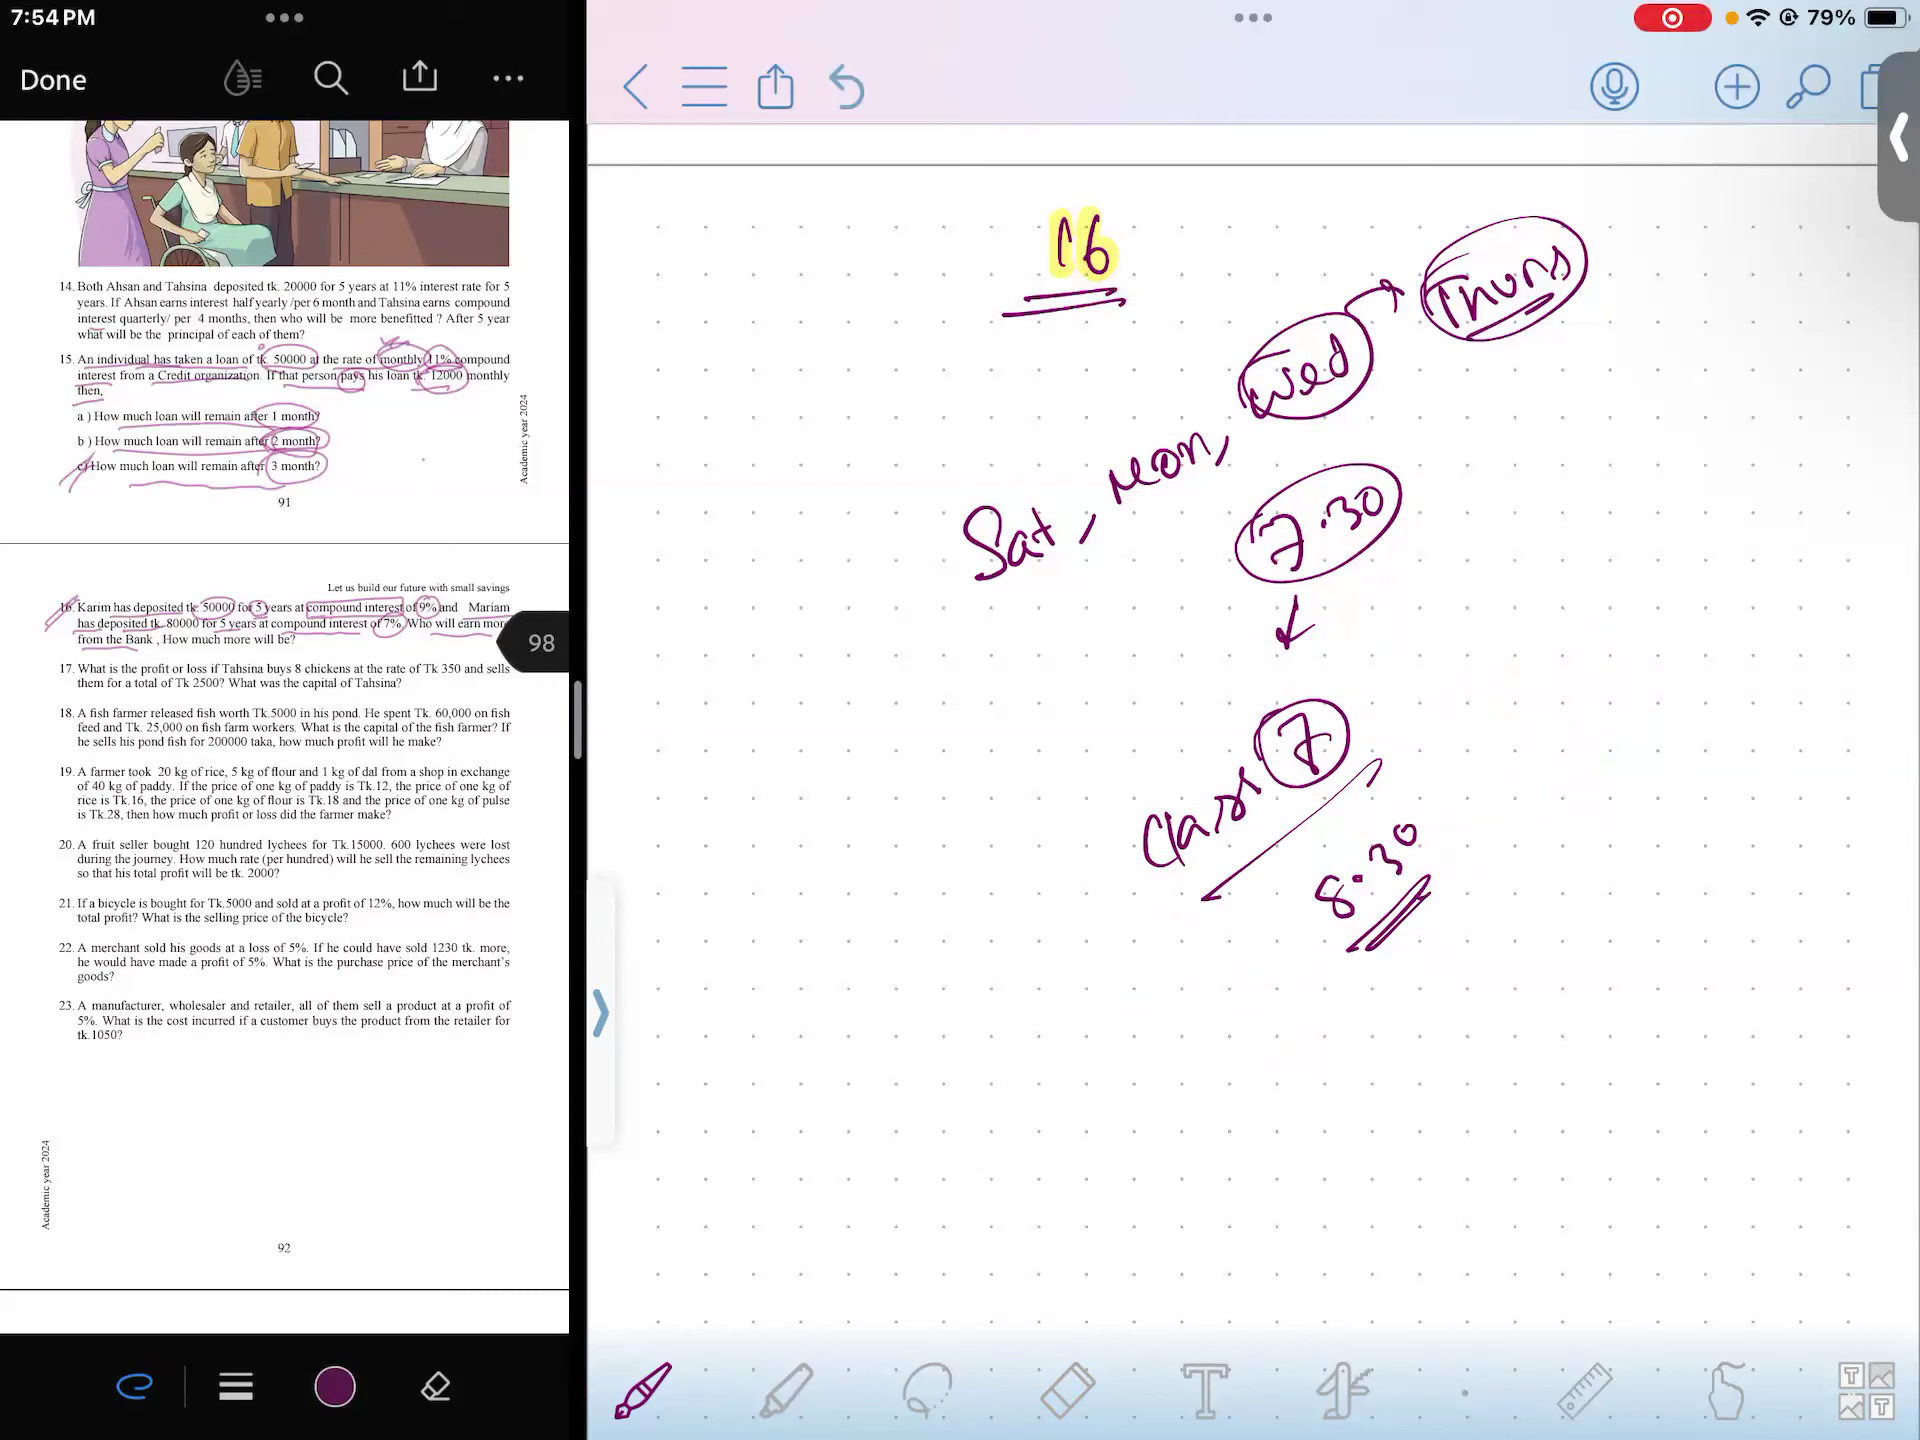 7:54 PM
79%
Done
14. Both Ahsan and Tahsina deposited tk. 20000 for 5 years at 11% interest rate for 5
years. If Ahsan earns interest half yearly /per 6 month and Tahsina earns compound
interest quarterly/ per 4 months, then who will be more benefitted ? After 5 year
what will be the principal of each of them?
15. An individual has taken a loan of tk. 50000 at the rate of monthly 11% compound
interest from a Credit organization. If that person pays his loan tk. 12000 monthly
then,
a ) How much loan will remain after 1 month?
b ) How much loan will remain after 2 month?
c) How much loan will remain after 3 month?
Academic year 2024
91
Let us build our future with small savings
16. Karim has deposited tk. 50000 for 5 years at compound interest of 9% and Mariam
has deposited tk. 80000 for 5 years at compound interest of 7%. Who will earn more
from the Bank , How much more will be?
98
17. What is the profit or loss if Tahsina buys 8 chickens at the rate of Tk 350 and sells
them for a total of Tk 2500? What was the capital of Tahsina?
18. A fish farmer released fish worth Tk.5000 in his pond. He spent Tk. 60,000 on fish
feed and Tk. 25,000 on fish farm workers. What is the capital of the fish farmer? If
he sells his pond fish for 200000 taka, how much profit will he make?
19. A farmer took 20 kg of rice, 5 kg of flour and 1 kg of dal from a shop in exchange
of 40 kg of paddy. If the price of one kg of paddy is Tk.12, the price of one kg of
rice is Tk.16, the price of one kg of flour is Tk.18 and the price of one kg of pulse
is Tk.28, then how much profit or loss did the farmer make?
20. A fruit seller bought 120 hundred lychees for Tk.15000. 600 lychees were lost
during the journey. How much rate (per hundred) will he sell the remaining lychees
so that his total profit will be tk. 2000?
21. If a bicycle is bought for Tk.5000 and sold at a profit of 12%, how much will be the
total profit? What is the selling price of the bicycle?
22. A merchant sold his goods at a loss of 5%. If he could have sold 1230 tk. more,
he would have made a profit of 5%. What is the purchase price of the merchant's
goods?
23. A manufacturer, wholesaler and retailer, all of them sell a product at a profit of
5%. What is the cost incurred if a customer buys the product from the retailer for
tk.1050?
Academic year 2024
92
16
Sat, Mon, Wed Thurs
7.30
Class 7
8.30